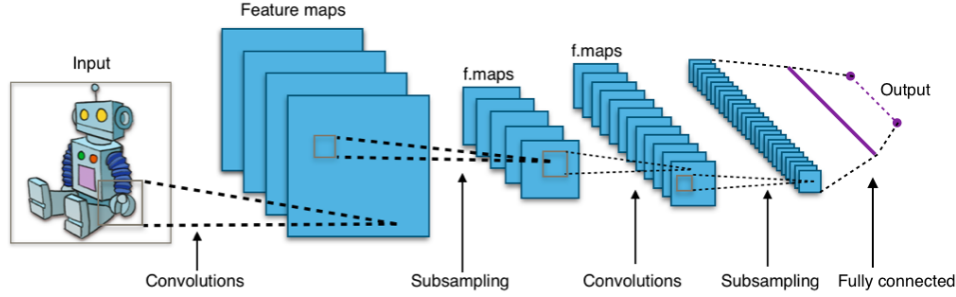 Feature maps
Input
f.maps
f.maps
Output
Convolutions
Subsampling
Convolutions
Subsampling
Fully connected